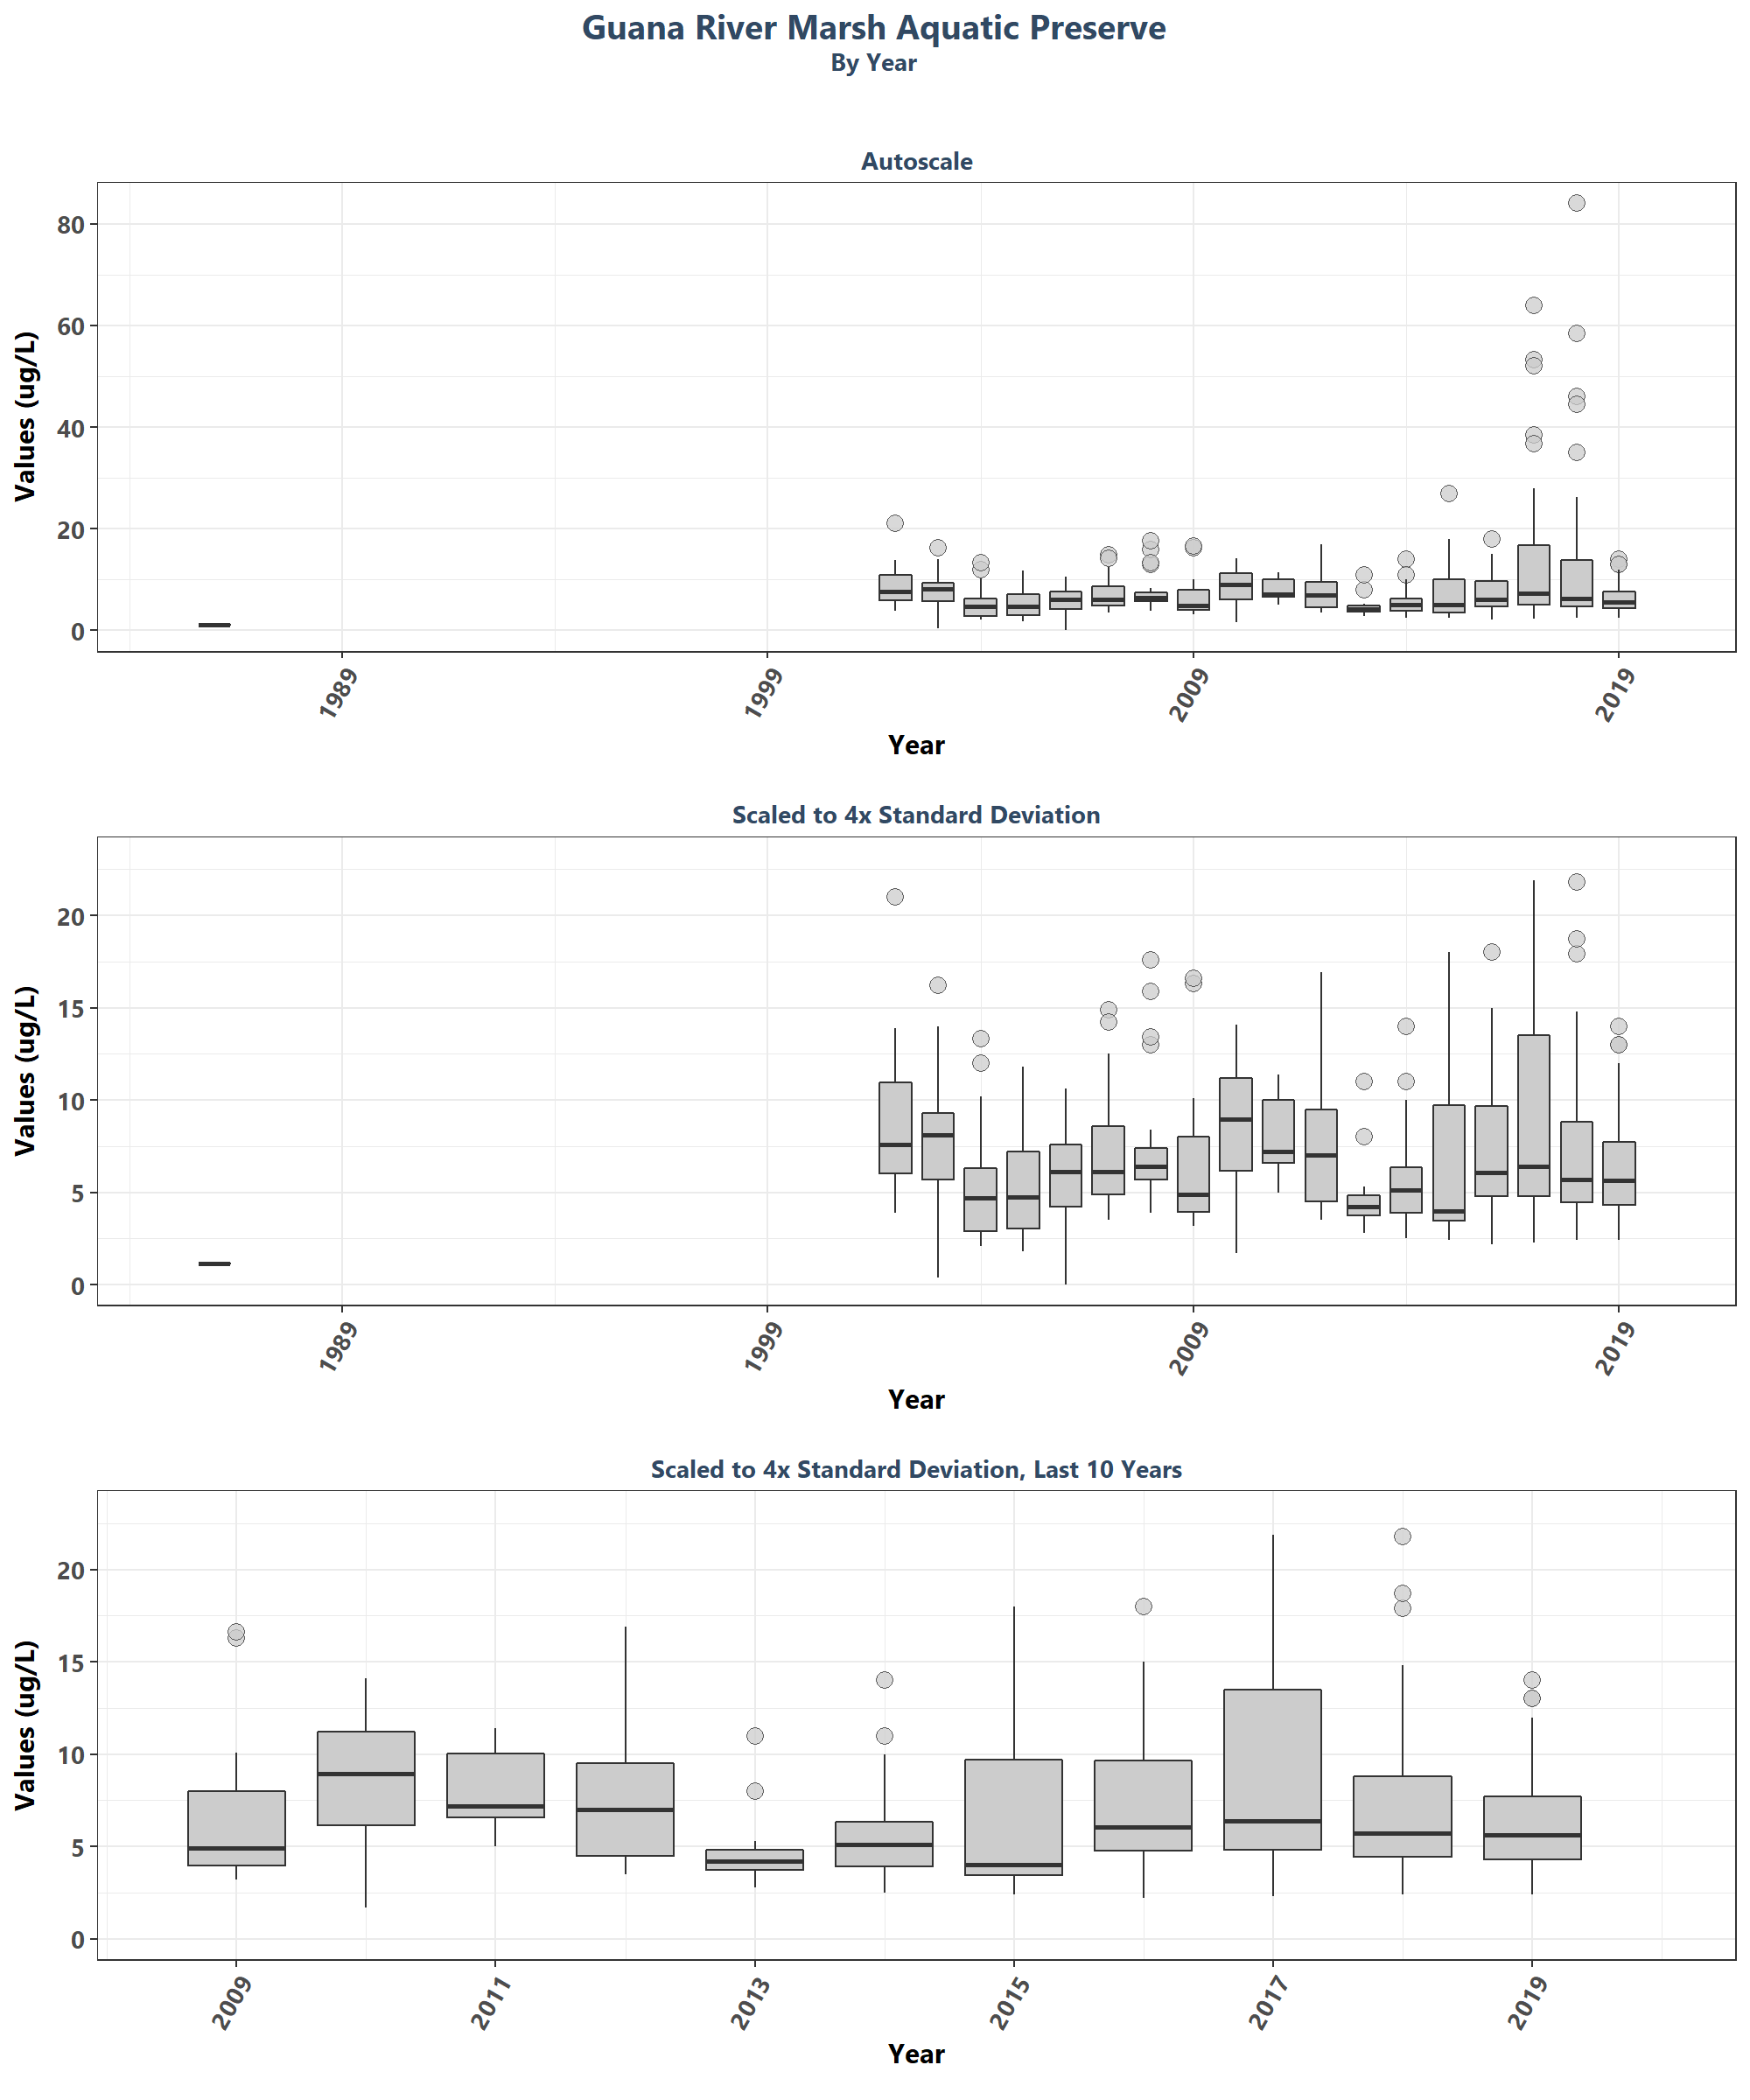 Guana River Marsh Aquatic Preserve
By Year
Autoscale
Values (ug/L)
80
60
40
20
0
1989 1999 2009 2019
Year
Scaled to 4x Standard Deviation
Values (ug/L)
20
15
10
5
0
1989 1999 2009 2019
Year
Scaled to 4x Standard Deviation, Last 10 Years
Values (ug/L)
20
15
10
5
0
2009 2011 2013 2015 2017 2019
Year